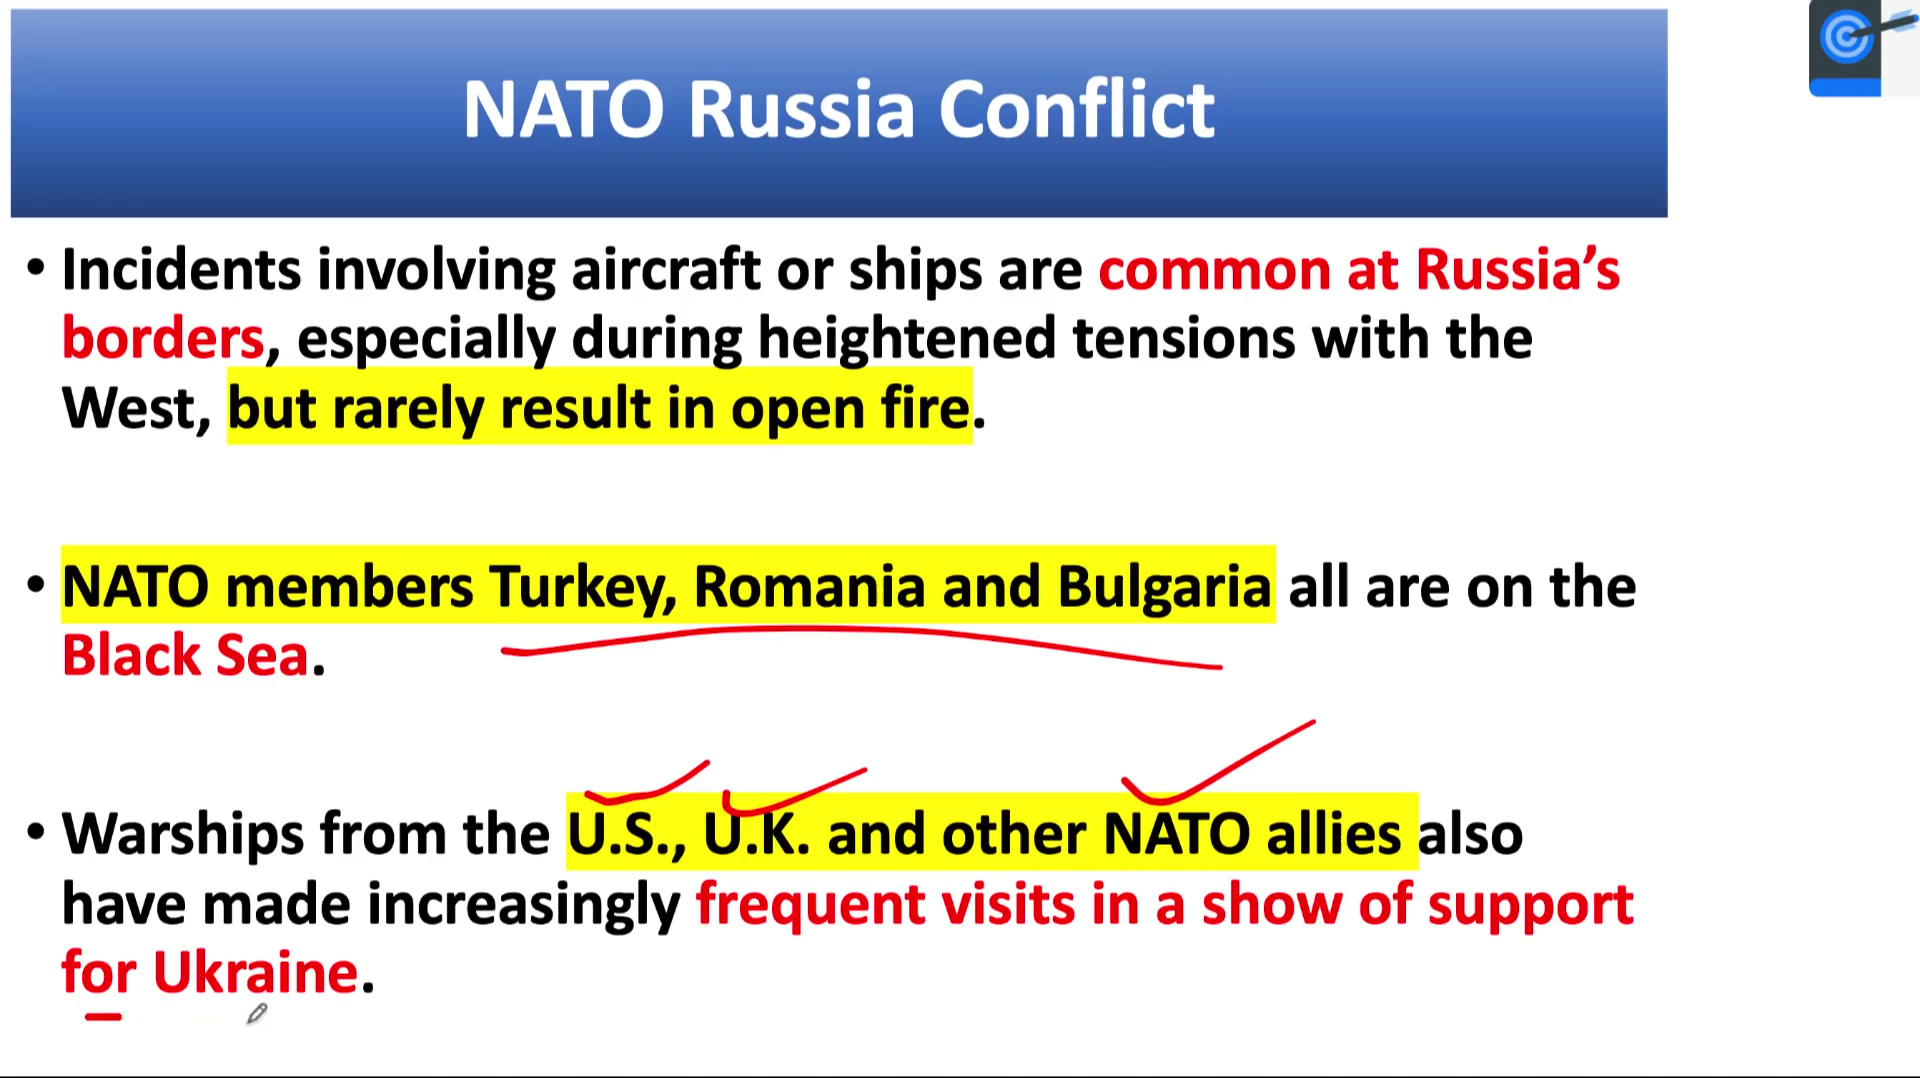 NATO Russia Conflict
• Incidents involving aircraft or ships are common at Russia’s
borders, especially during heightened tensions with the
West, but rarely result in open fire.
• NATO members Turkey, Romania and Bulgaria all are on the
Black Sea.
• Warships from the U.S., U.K. and other NATO allies also
have made increasingly frequent visits in a show of support
for Ukraine.